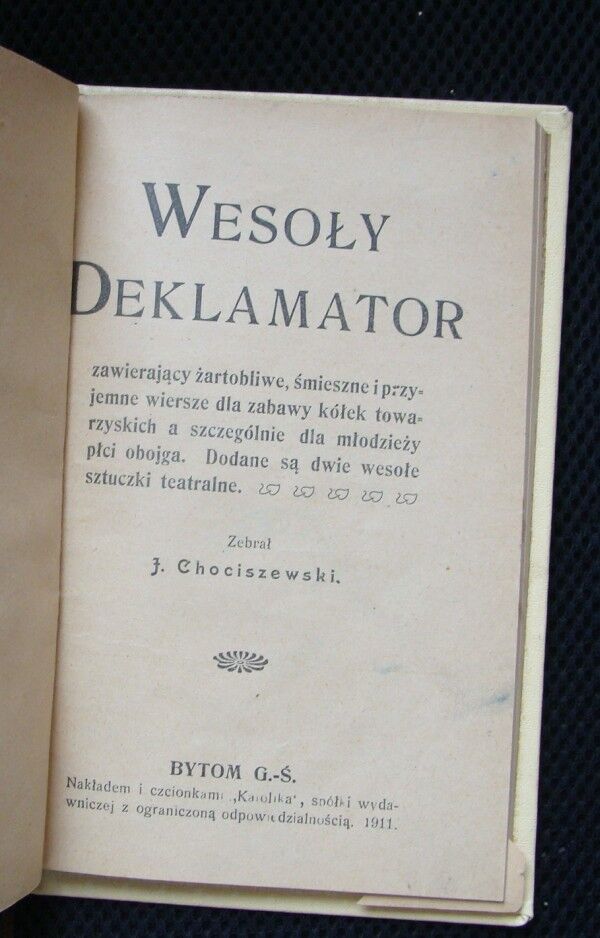 WESOŁY
DEKLAMATOR
zawierający żartobliwe, śmieszne i przy=
jemne wiersze dla zabawy kółek towa=
rzyskich a szczególnie dla młodzieży
płci obojga. Dodane są dwie wesołe
sztuczki teatralne.
Zebrał
J. Chociszewski.
BYTOM G.-Ś.
Nakładem i czcionkami „Katolika“, spółki wyda-
wniczej z ograniczoną odpowiedzialnością. 1911.